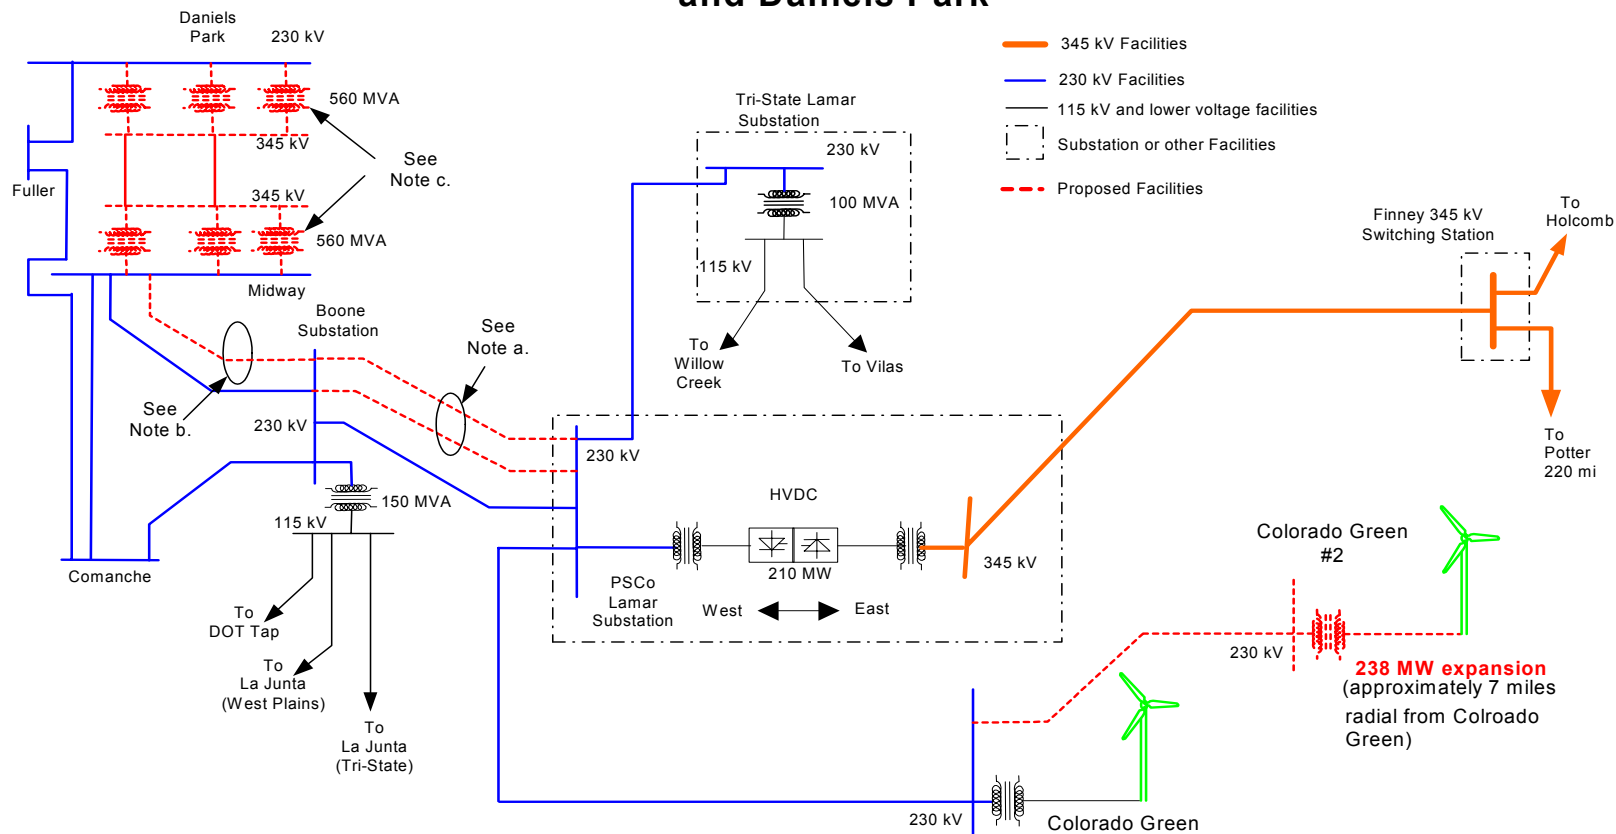 and Daniels Park
Daniels
Park
230 kV
560 MVA
345 kV
See
Note c.
Fuller
345 kV
560 MVA
Midway
Boone
Substation
See
Note a.
See
Note b.
230 kV
150 MVA
115 kV
Comanche
To
DOT Tap
To
La Junta
(West Plains)
To
La Junta
(Tri-State)
Tri-State Lamar
Substation
230 kV
100 MVA
115 kV
To
Willow
Creek
To Vilas
345 kV Facilities
230 kV Facilities
115 kV and lower voltage facilities
Substation or other Facilities
Proposed Facilities
Finney 345 kV
Switching Station
To
Holcomb
To
Potter
220 mi
230 kV
HVDC
210 MW
345 kV
PSCo
Lamar
Substation
West
East
Colorado Green
#2
230 kV
238 MW expansion
(approximately 7 miles
radial from Colroado
Green)
230 kV
Colorado Green